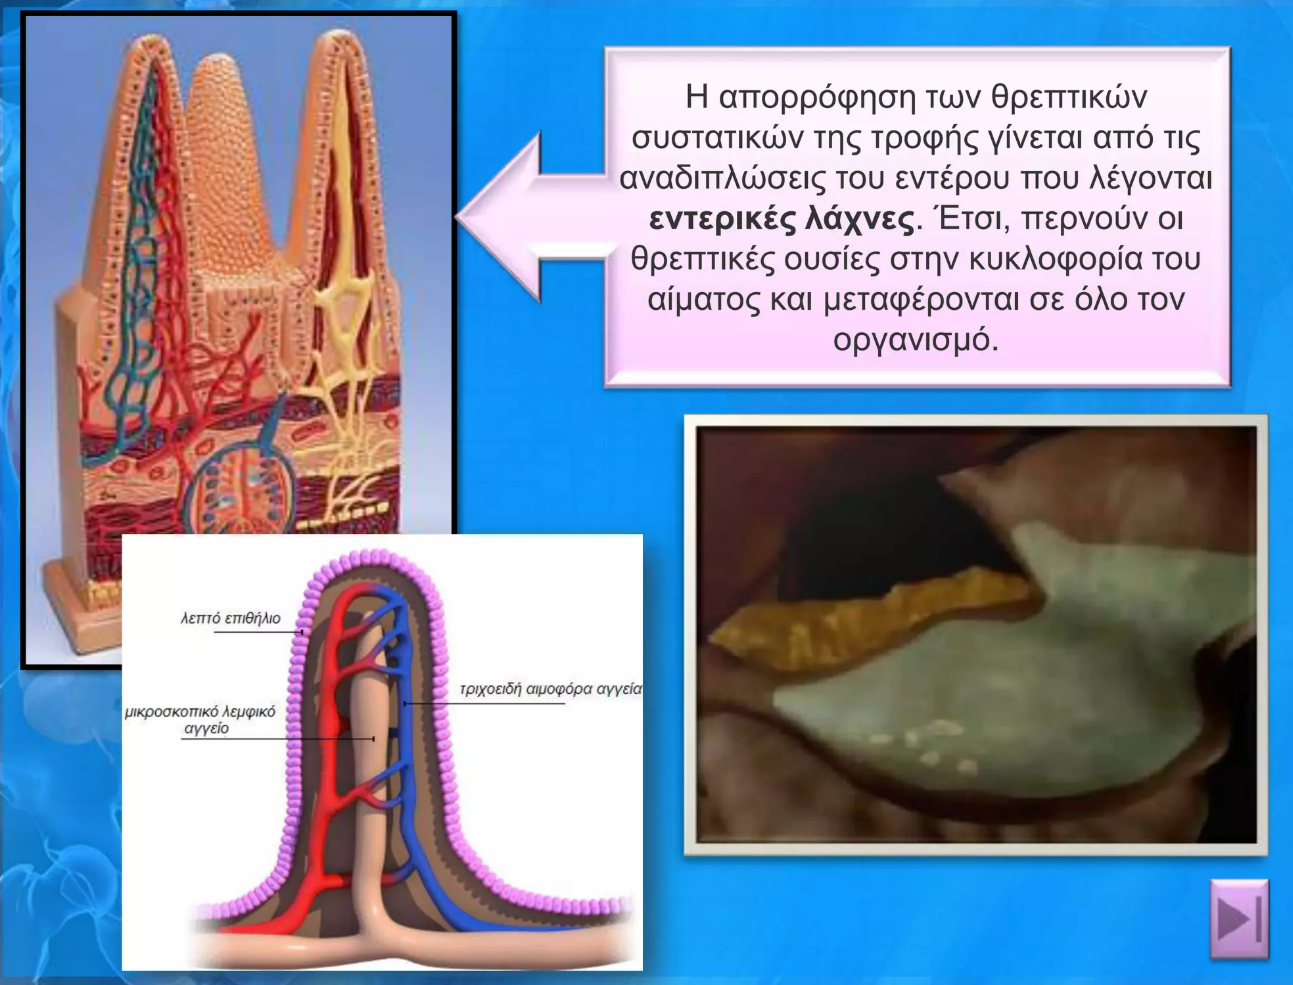 Η απορρόφηση των θρεπτικών
συστατικών της τροφής γίνεται από τις
αναδιπλώσεις του εντέρου που λέγονται
εντερικές λάχνες. Έτσι, περνούν οι
θρεπτικές ουσίες στην κυκλοφορία του
αίματος και μεταφέρονται σε όλο τον
οργανισμό.
λεπτό επιθήλιο
τριχοειδή αιμοφόρα αγγεία
μικροσκοπικό λεμφικό
αγγείο